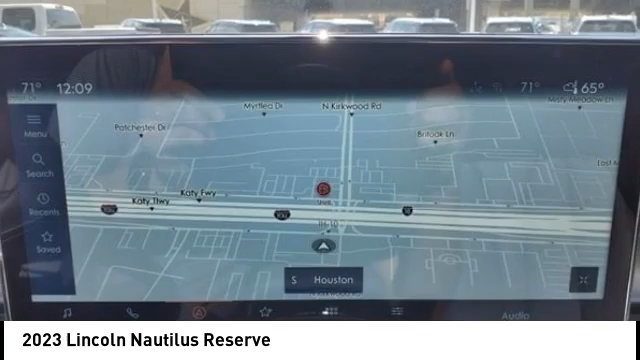 71° 12:09 71° 65°
Myrtlea Dr N Kirkwood Rd Misty Meadow Ln
Patchester Dr Britoak Ln
Menu
Search
Katy Fwy
Recents Katy Tlwy
Saved
S Houston
Audio
2023 Lincoln Nautilus Reserve